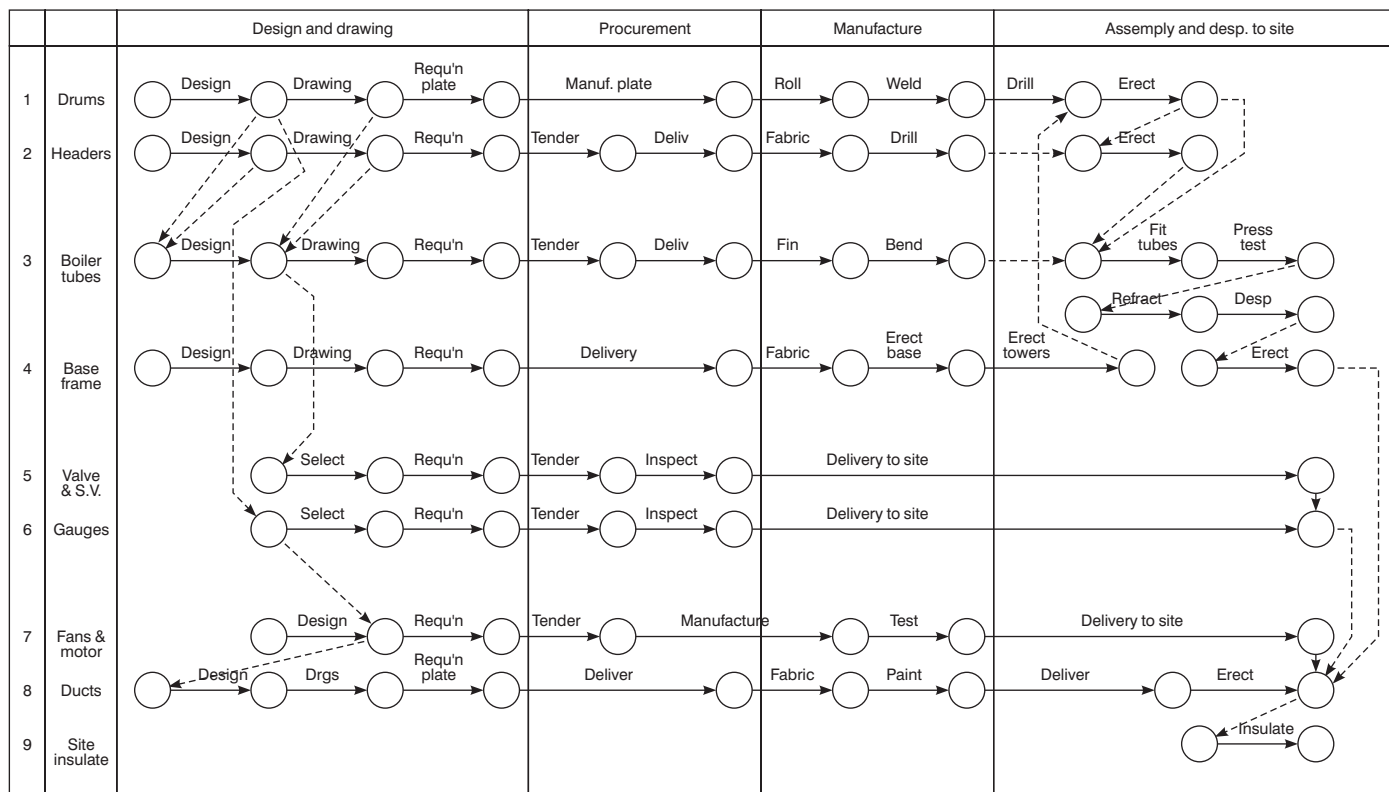 Design and drawing Procurement Manufacture Assemply and desp. to site
Design Drawing Requ'n
plate Manuf. plate Roll Weld Drill Erect
1 Drums
Design Drawing Requ'n Tender Deliv Fabric Drill Erect
2 Headers
Design Drawing Requ'n Tender Deliv Fin Bend Fit
tubes Press
test
3 Boiler
tubes
Refract Desp
Design Drawing Requ'n Delivery Fabric Erect
base Erect
towers Erect
4 Base
frame
Select Requ'n Tender Inspect Delivery to site
5 Valve
& S.V.
Select Requ'n Tender Inspect Delivery to site
6 Gauges
Design Requ'n Tender Manufacture Test Delivery to site
7 Fans &
motor
Design Drgs Requ'n
plate Deliver Fabric Paint Deliver Erect
8 Ducts
Insulate
9 Site
insulate